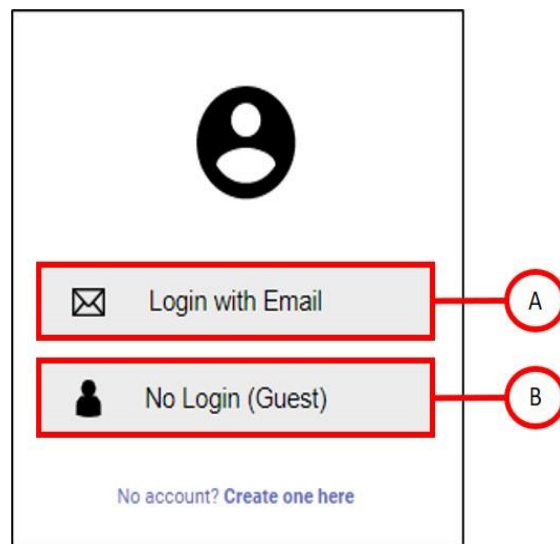 Login with Email
A
No Login (Guest)
B
No account? Create one here